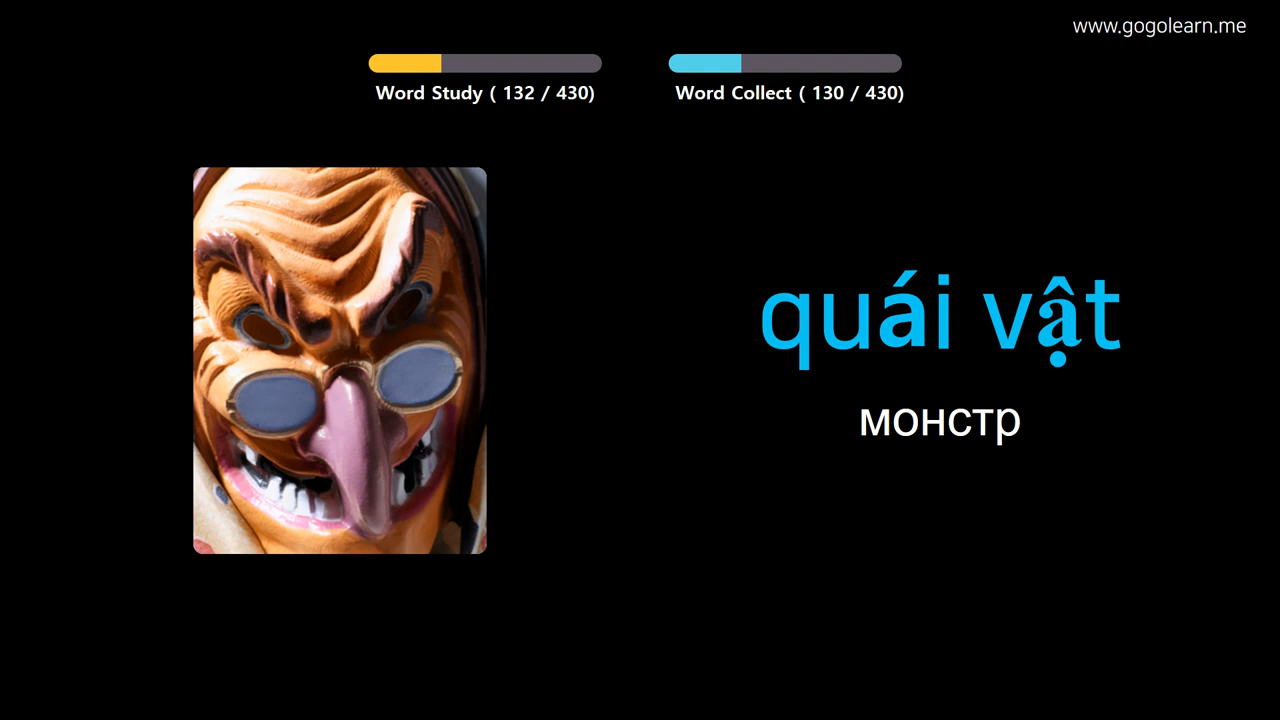 www.gogolearn.me
Word Study ( 132 / 430)
Word Collect ( 130 / 430)
quái vật
монстр